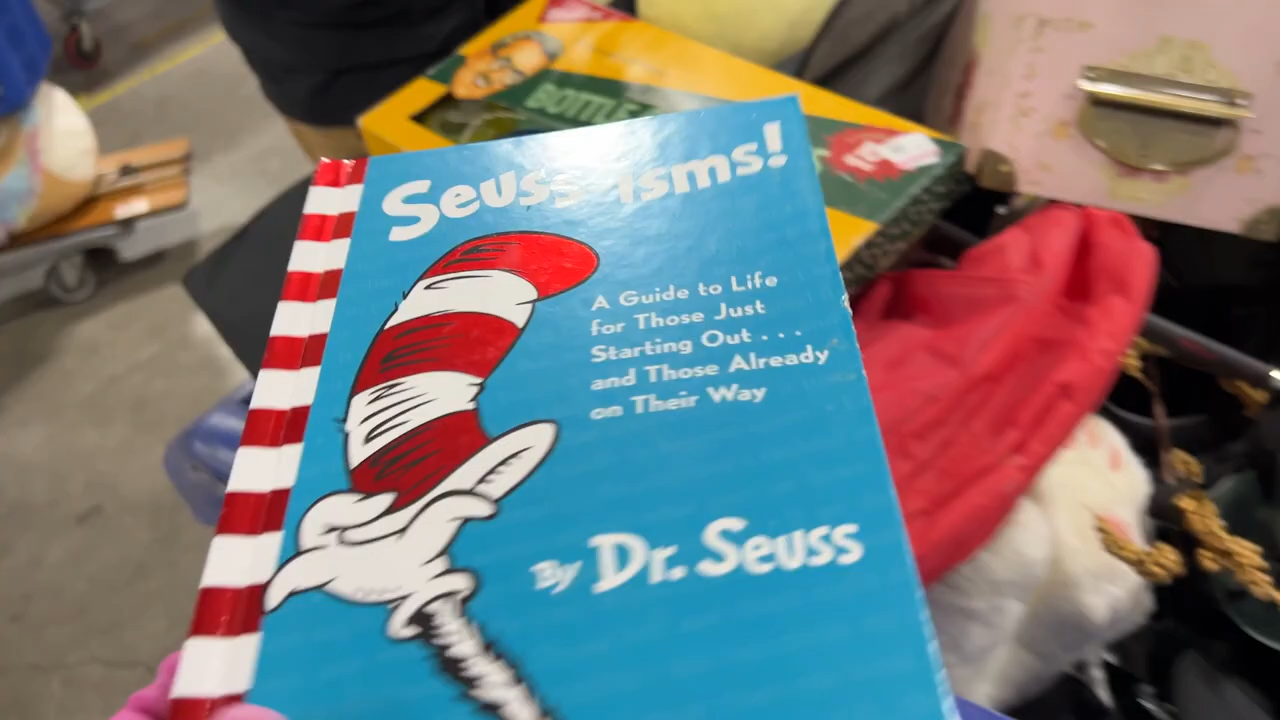 BOTTLE
Seuss-isms!
A Guide to Life
for Those Just
Starting Out . . .
and Those Already
on Their Way
By Dr. Seuss